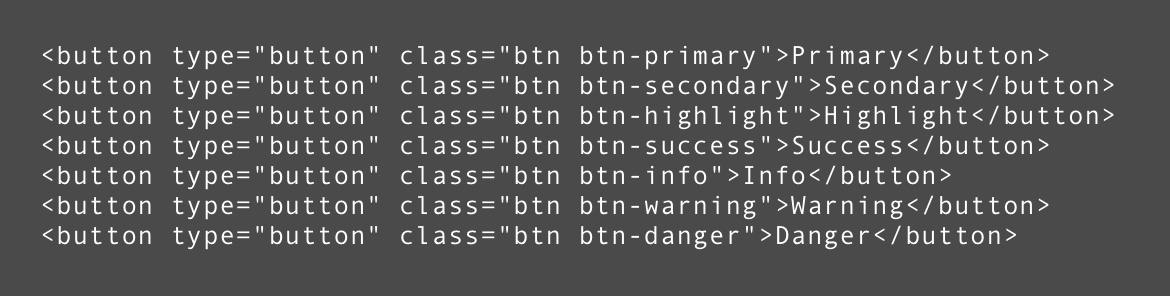 <button type="button" class="btn btn-primary">Primary</button>
<button type="button" class="btn btn-secondary">Secondary</button>
<button type="button" class="btn btn-highlight">Highlight</button>
<button type="button" class="btn btn-success">Success</button>
<button type="button" class="btn btn-info">Info</button>
<button type="button" class="btn btn-warning">Warning</button>
<button type="button" class="btn btn-danger">Danger</button>